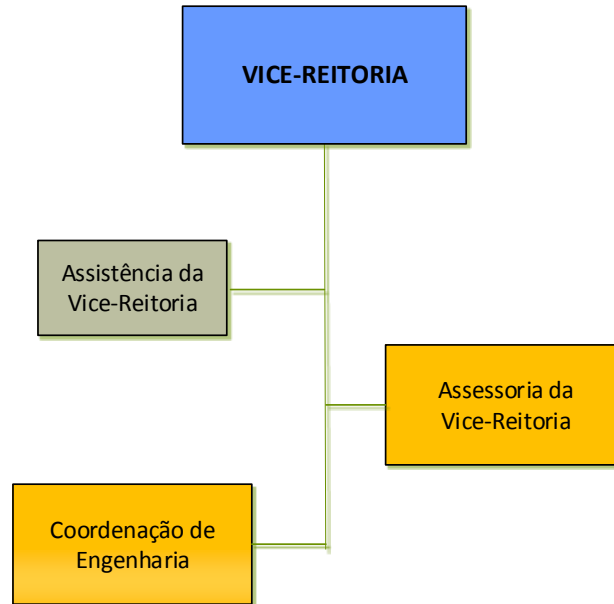 VICE-REITORIA
Assistência da
Vice-Reitoria
Assessoria da
Vice-Reitoria
Coordenação de
Engenharia